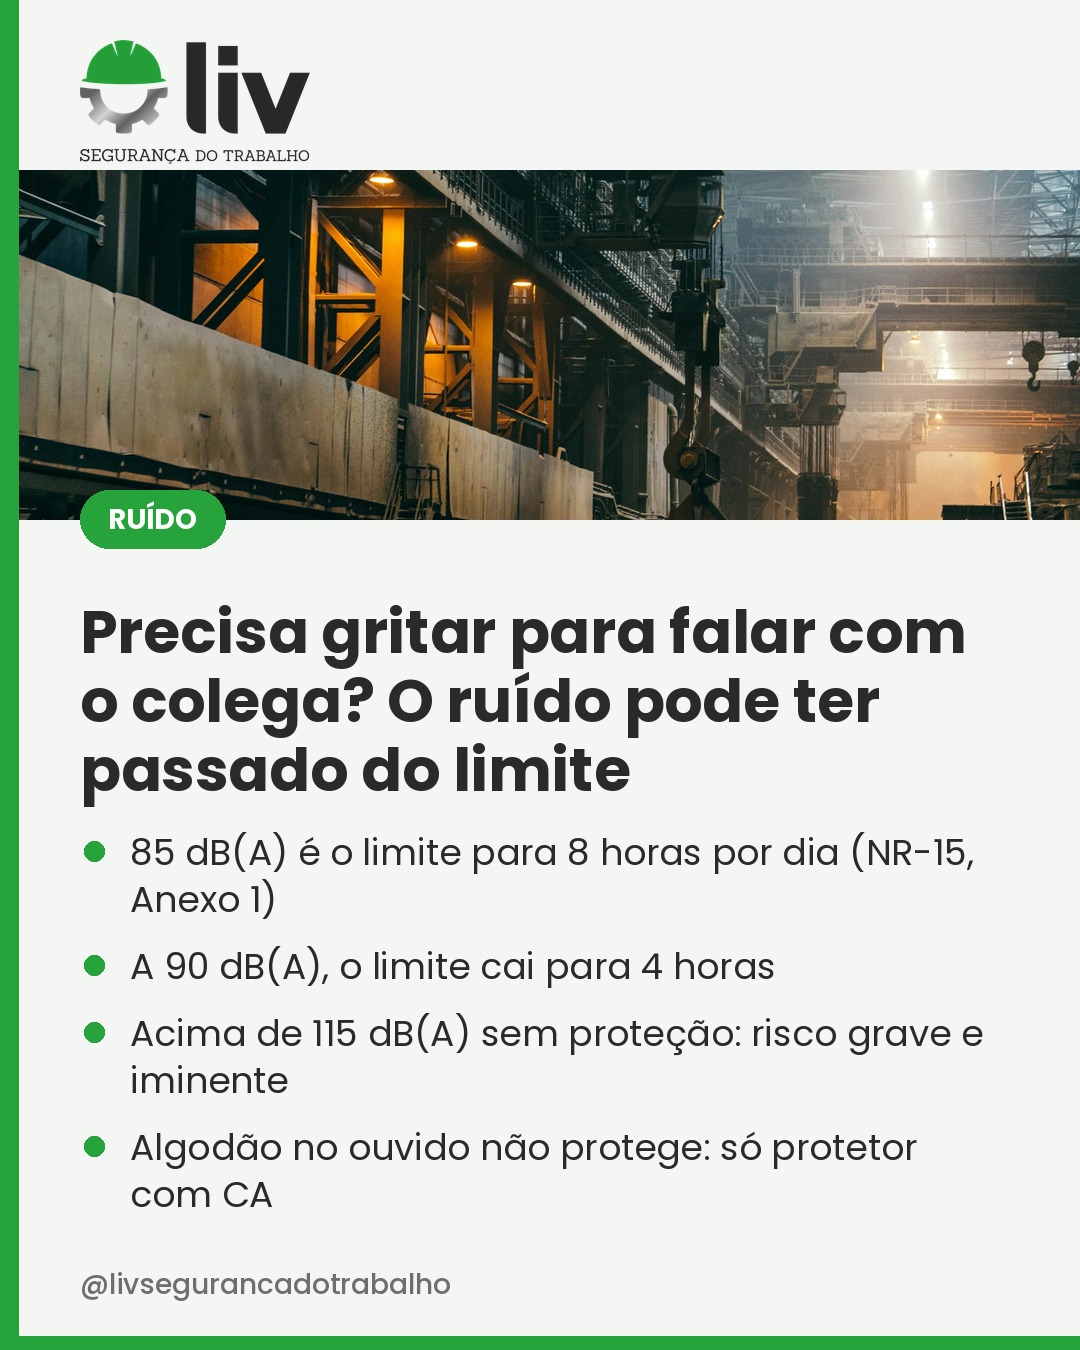 liv
SEGURANÇA DO TRABALHO
RUÍDO
Precisa gritar para falar com
o colega? O ruído pode ter
passado do limite
85 dB(A) é o limite para 8 horas por dia (NR-15,
Anexo 1)
A 90 dB(A), o limite cai para 4 horas
Acima de 115 dB(A) sem proteção: risco grave e
iminente
Algodão no ouvido não protege: só protetor
com CA
@livsegurancadotrabalho